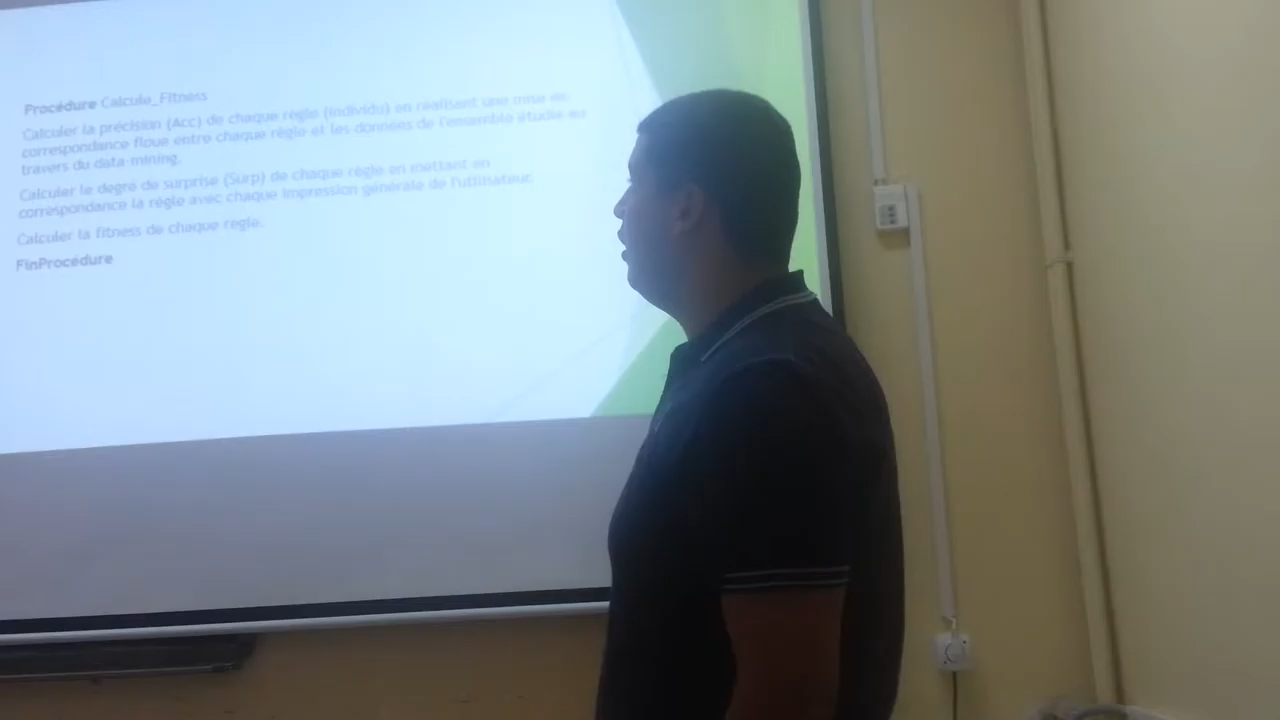 Procédure Calcule_Fitness
Calculer la précision (Acc) de chaque règle (individu) en réalisant une mise en
correspondance floue entre chaque règle et les données de l'ensemble étudié au
travers du data-mining.
Calculer le degré de surprise (Surp) de chaque règle en mettant en
correspondance la règle avec chaque impression générale de l'utilisateur.
Calculer la fitness de chaque règle.
FinProcédure